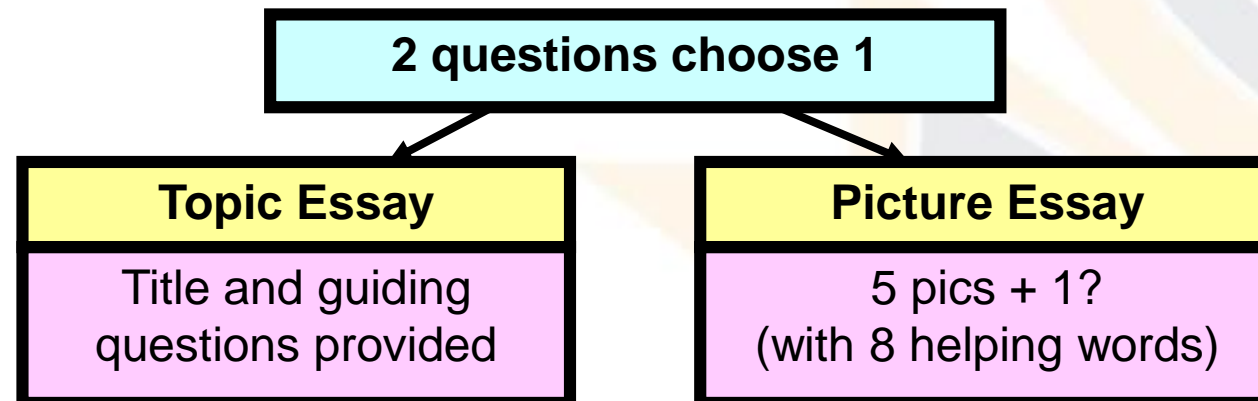 2 questions choose 1
Topic Essay
Title and guiding
questions provided
Picture Essay
5 pics + 1?
(with 8 helping words)